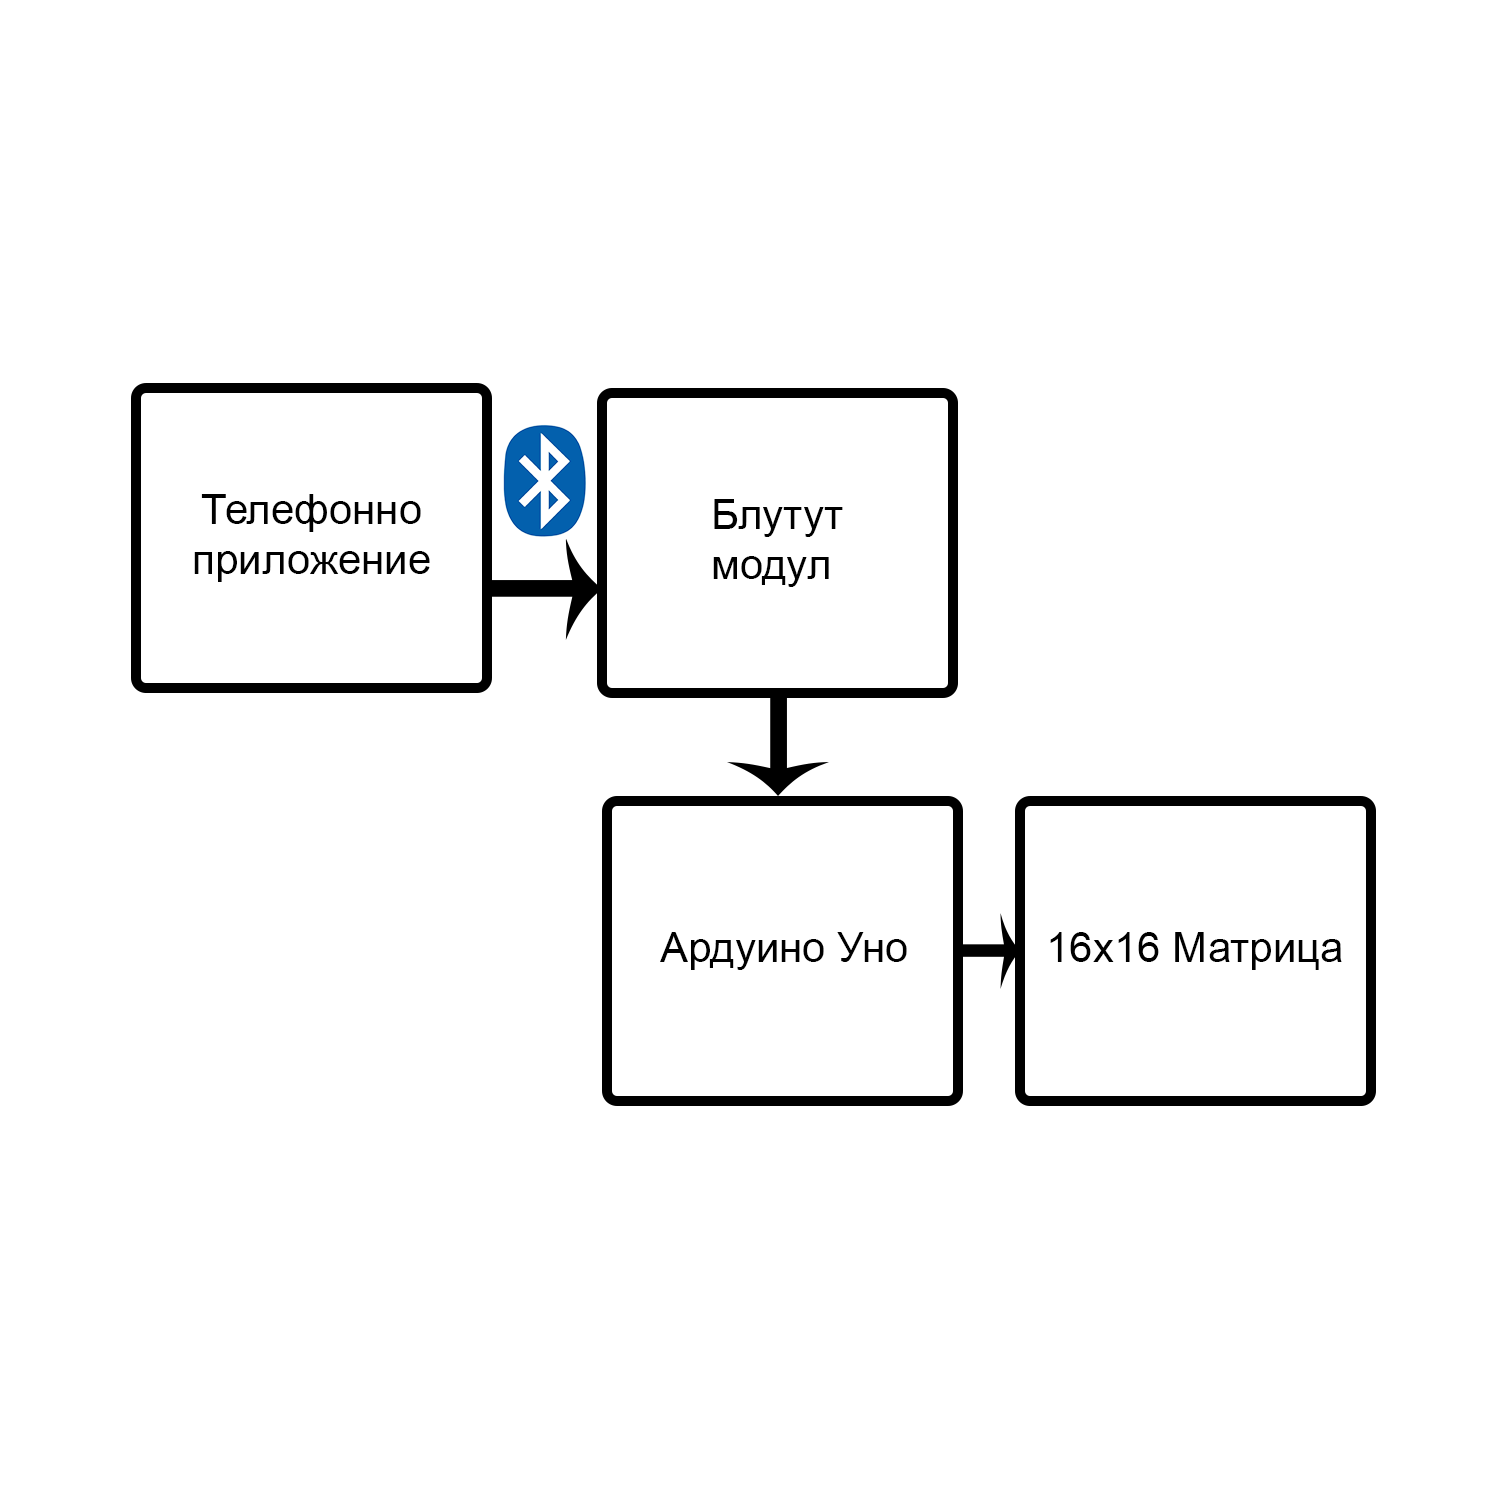 Телефонно
приложение
Блутут
модул
Ардуино Уно
16x16 Матрица